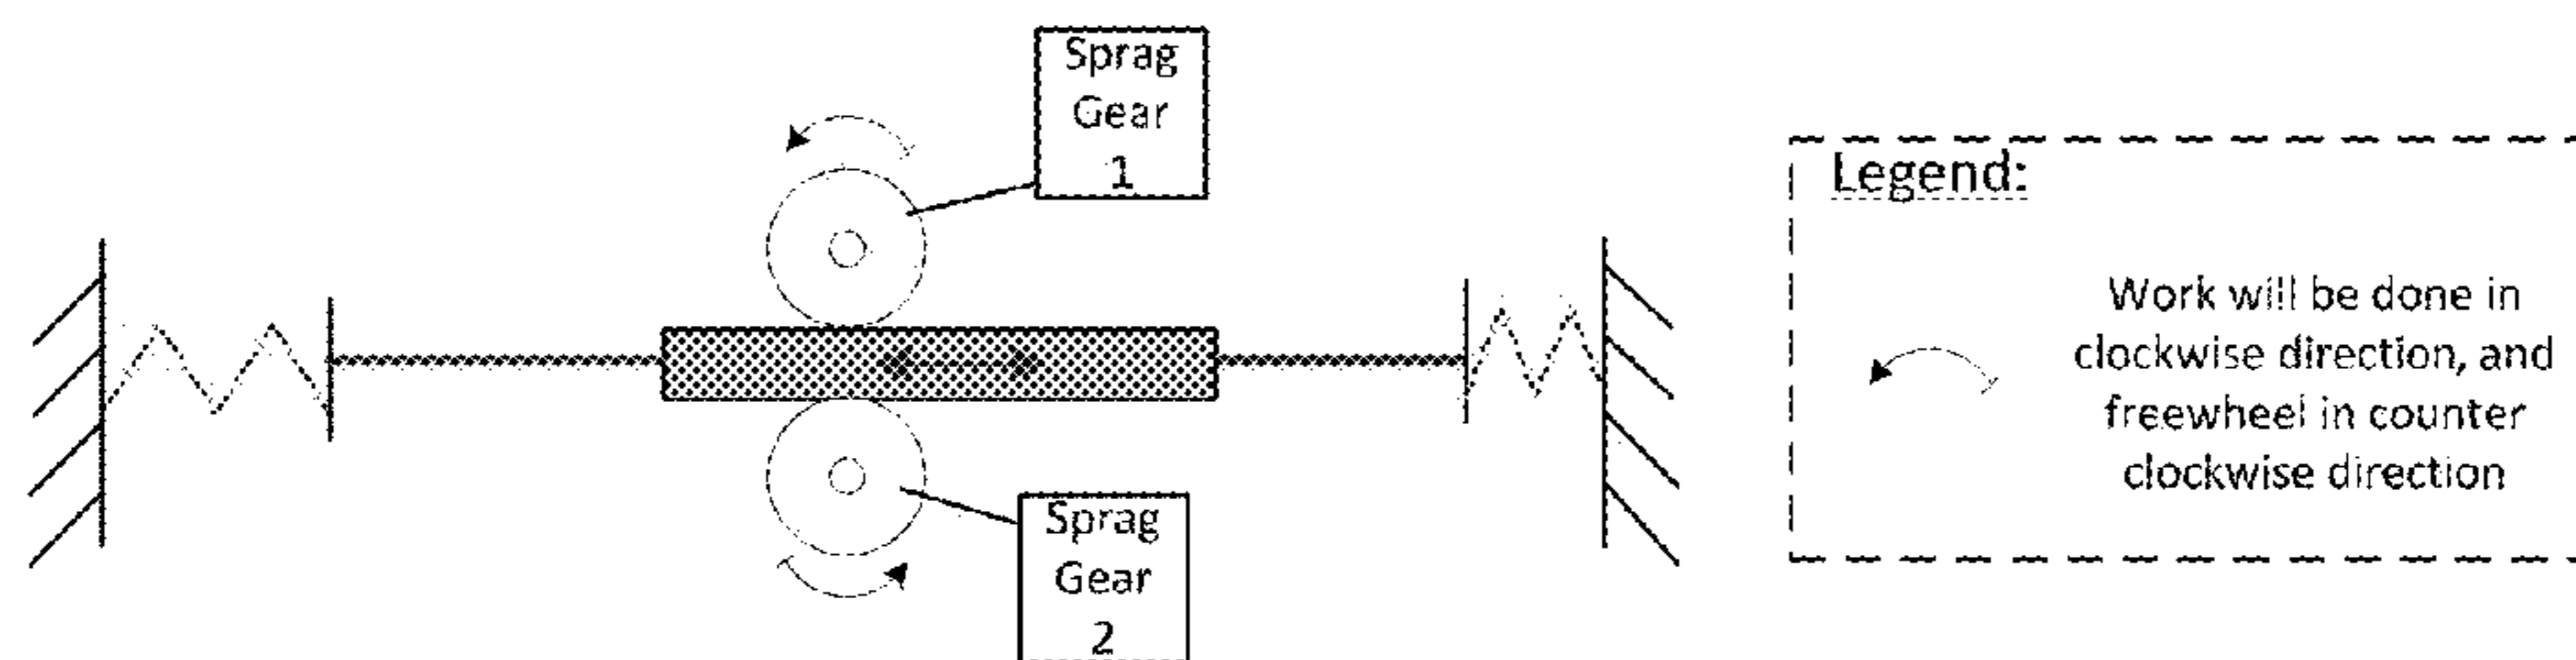 Sprag
Gear
1
Legend:
Work will be done in
clockwise direction, and
freewheel in counter
clockwise direction
Sprag
Gear
2